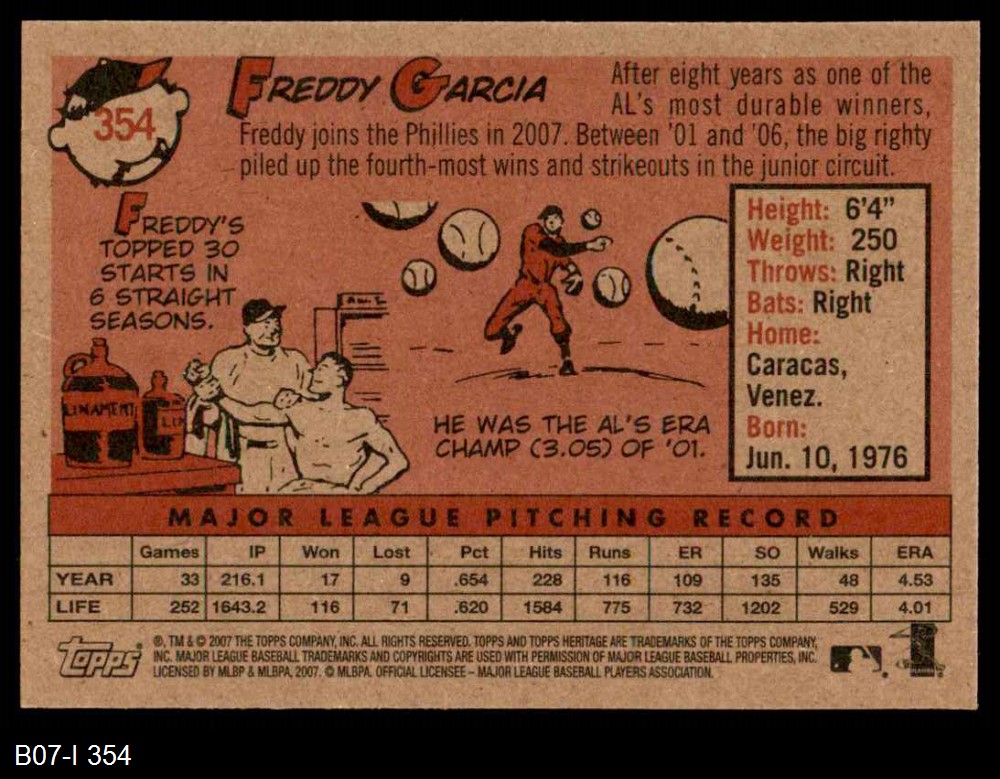 354
FREDDY GARCIA
After eight years as one of the
AL's most durable winners,
Freddy joins the Phillies in 2007. Between '01 and '06, the big righty
piled up the fourth-most wins and strikeouts in the junior circuit.
FREDDY'S
TOPPED 30
STARTS IN
6 STRAIGHT
SEASONS.
LINAMENT
LIN
HE WAS THE AL'S ERA
CHAMP (3.05) OF '01.
Height: 6'4"
Weight: 250
Throws: Right
Bats: Right
Home:
Caracas,
Venez.
Born:
Jun. 10, 1976
MAJOR LEAGUE PITCHING RECORD
Games IP Won Lost Pct Hits Runs ER SO Walks ERA
YEAR 33 216.1 17 9 .654 228 116 109 135 48 4.53
LIFE 252 1643.2 116 71 .620 1584 775 732 1202 529 4.01
Topps
®, TM & © 2007 THE TOPPS COMPANY, INC. ALL RIGHTS RESERVED. TOPPS AND TOPPS HERITAGE ARE TRADEMARKS OF THE TOPPS COMPANY,
INC. MAJOR LEAGUE BASEBALL TRADEMARKS AND COPYRIGHTS ARE USED WITH PERMISSION OF MAJOR LEAGUE BASEBALL PROPERTIES, INC.
LICENSED BY MLBP & MLBPA, 2007. © MLBPA. OFFICIAL LICENSEE – MAJOR LEAGUE BASEBALL PLAYERS ASSOCIATION.
B07-I 354